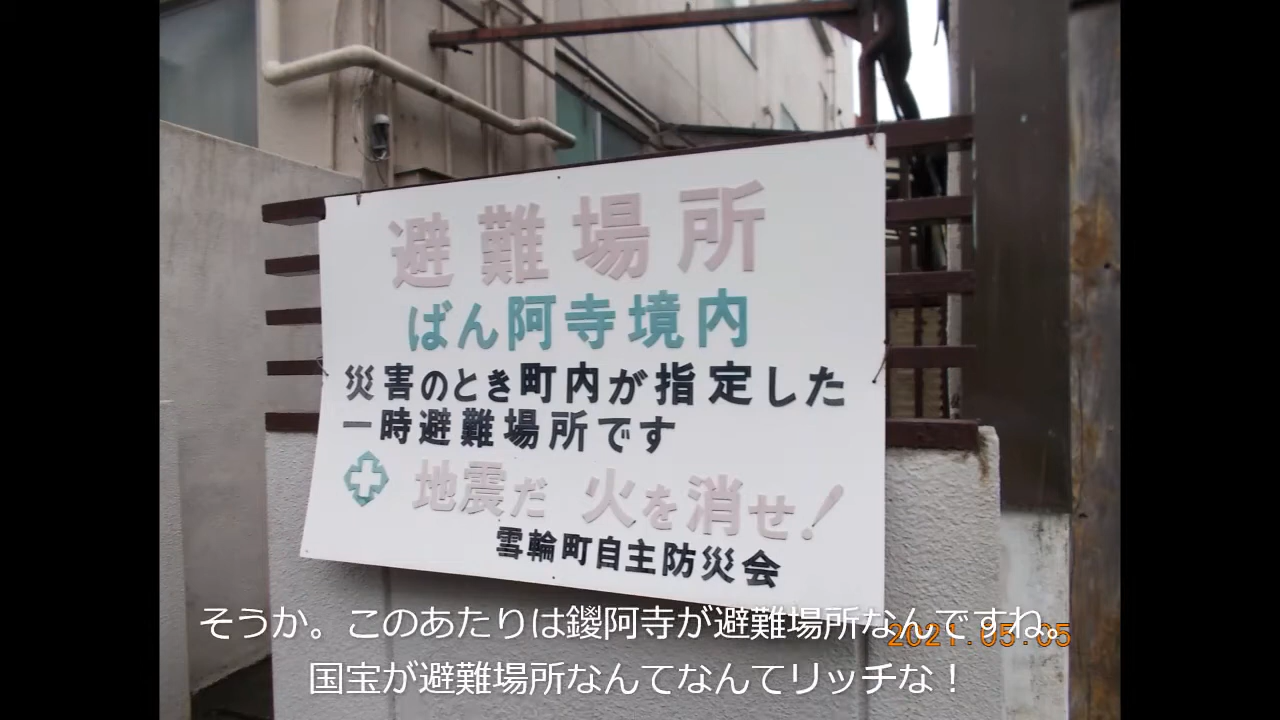 避難場所
ばん阿寺境内
災害のとき町内が指定した
一時避難場所です
地震だ 火を消せ!
雪輪町自主防災会
そうか。このあたりは鑁阿寺が避難場所なんですね。
2021.05.05
国宝が避難場所なんてなんてリッチな!